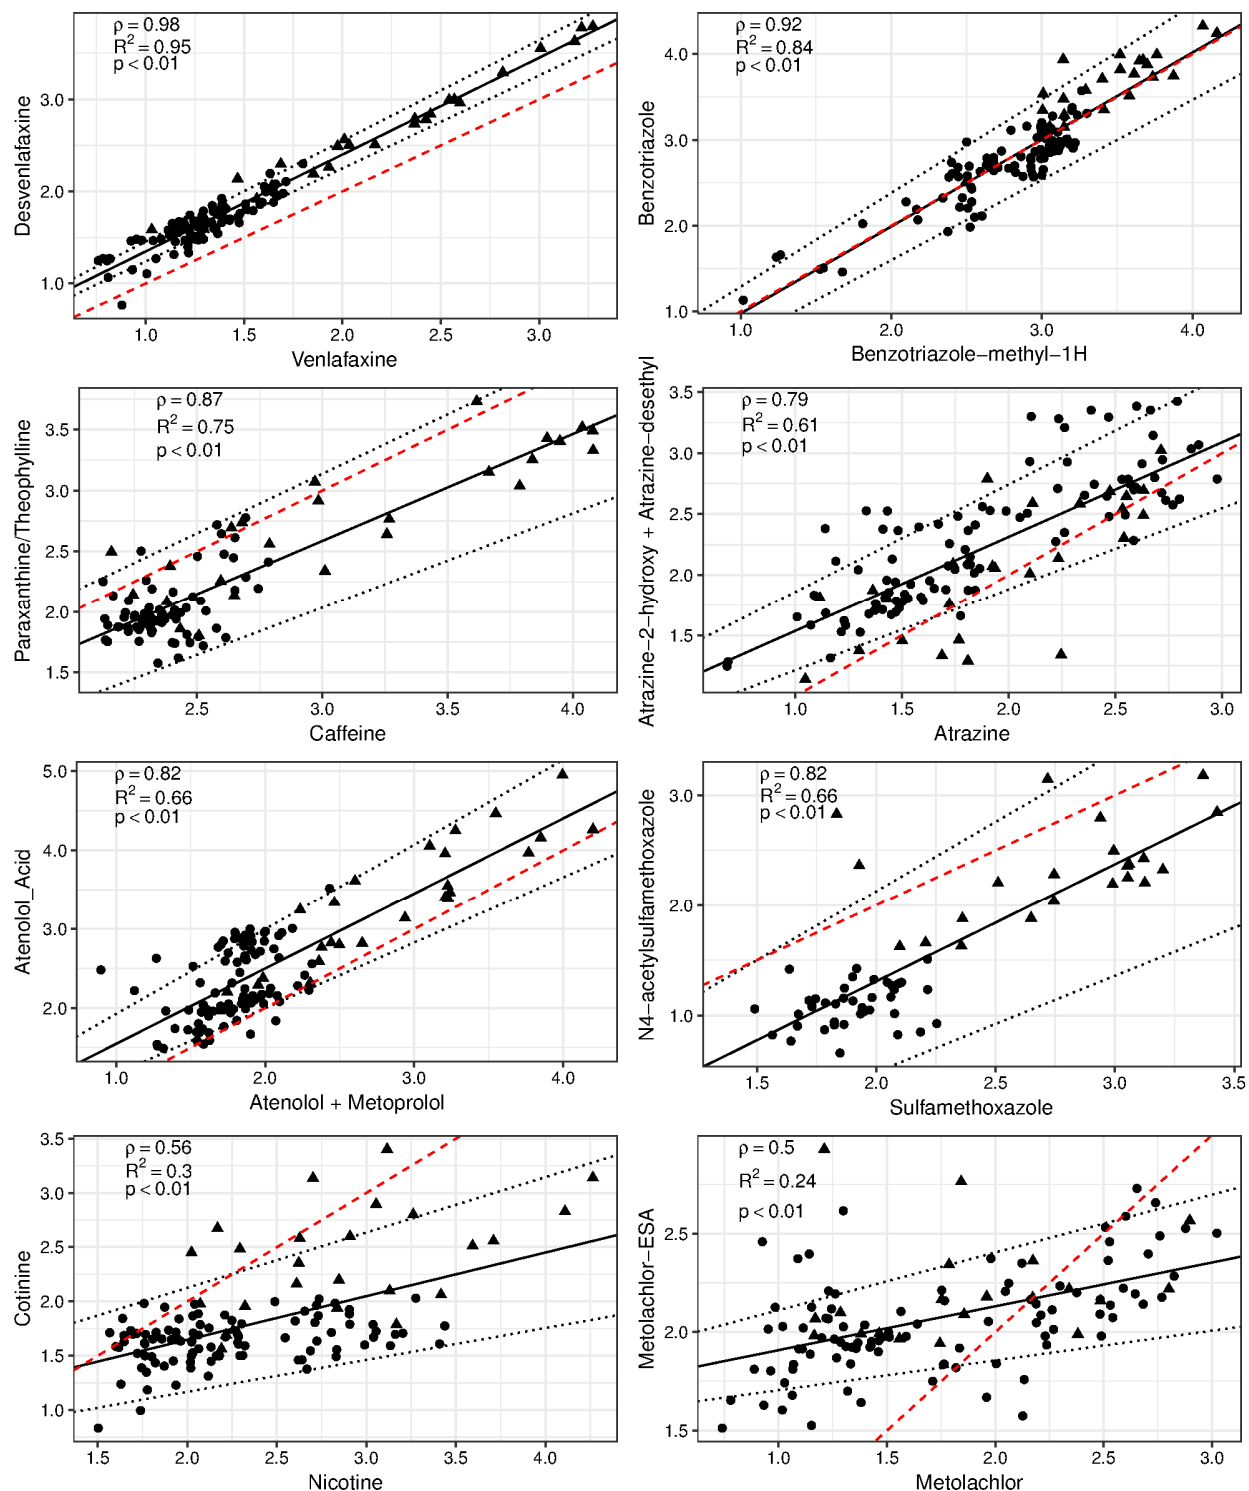 ρ = 0.98
R² = 0.95
p < 0.01
3.0
2.0
1.0
Desvenlafaxine
1.0 1.5 2.0 2.5 3.0
Venlafaxine
ρ = 0.92
R² = 0.84
p < 0.01
4.0
3.0
2.0
1.0
Benzotriazole
1.0 2.0 3.0 4.0
Benzotriazole−methyl−1H
ρ = 0.87
R² = 0.75
p < 0.01
3.5
3.0
2.5
2.0
1.5
Paraxanthine/Theophylline
2.5 3.0 3.5 4.0
Caffeine
ρ = 0.79
R² = 0.61
p < 0.01
3.5
3.0
2.5
2.0
1.5
Atrazine−2−hydroxy + Atrazine−desethyl
1.0 1.5 2.0 2.5 3.0
Atrazine
ρ = 0.82
R² = 0.66
p < 0.01
5.0
4.0
3.0
2.0
Atenolol_Acid
1.0 2.0 3.0 4.0
Atenolol + Metoprolol
ρ = 0.82
R² = 0.66
p < 0.01
3.0
2.0
1.0
N4−acetylsulfamethoxazole
1.5 2.0 2.5 3.0 3.5
Sulfamethoxazole
ρ = 0.56
R² = 0.3
p < 0.01
3.5
3.0
2.5
2.0
1.5
1.0
Cotinine
1.5 2.0 2.5 3.0 3.5 4.0
Nicotine
ρ = 0.5
R² = 0.24
p < 0.01
2.5
2.0
1.5
Metolachlor−ESA
1.0 1.5 2.0 2.5 3.0
Metolachlor